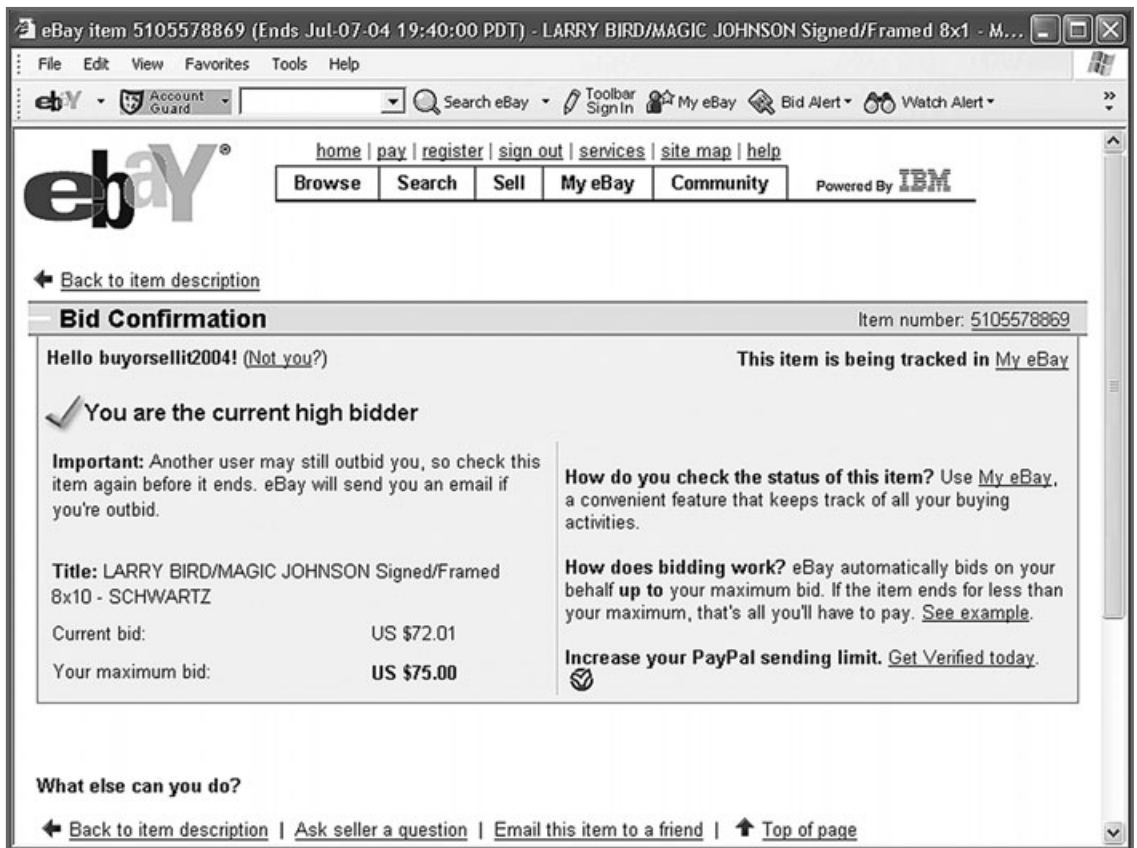 eBay item 5105578869 (Ends Jul-07-04 19:40:00 PDT) - LARRY BIRD/MAGIC JOHNSON Signed/Framed 8x1 - M...
File Edit View Favorites Tools Help
ebY Account Guard Search eBay Toolbar Sign In My eBay Bid Alert Watch Alert »
ebaY®
home | pay | register | sign out | services | site map | help
Browse Search Sell My eBay Community Powered By IBM
Back to item description
Bid Confirmation Item number: 5105578869
Hello buyorsellit2004! (Not you?) This item is being tracked in My eBay
You are the current high bidder
Important: Another user may still outbid you, so check this
item again before it ends. eBay will send you an email if
you're outbid.
Title: LARRY BIRD/MAGIC JOHNSON Signed/Framed
8x10 - SCHWARTZ
Current bid: US $72.01
Your maximum bid: US $75.00
How do you check the status of this item? Use My eBay,
a convenient feature that keeps track of all your buying
activities.
How does bidding work? eBay automatically bids on your
behalf up to your maximum bid. If the item ends for less than
your maximum, that's all you'll have to pay. See example.
Increase your PayPal sending limit. Get Verified today.
What else can you do?
Back to item description | Ask seller a question | Email this item to a friend | Top of page